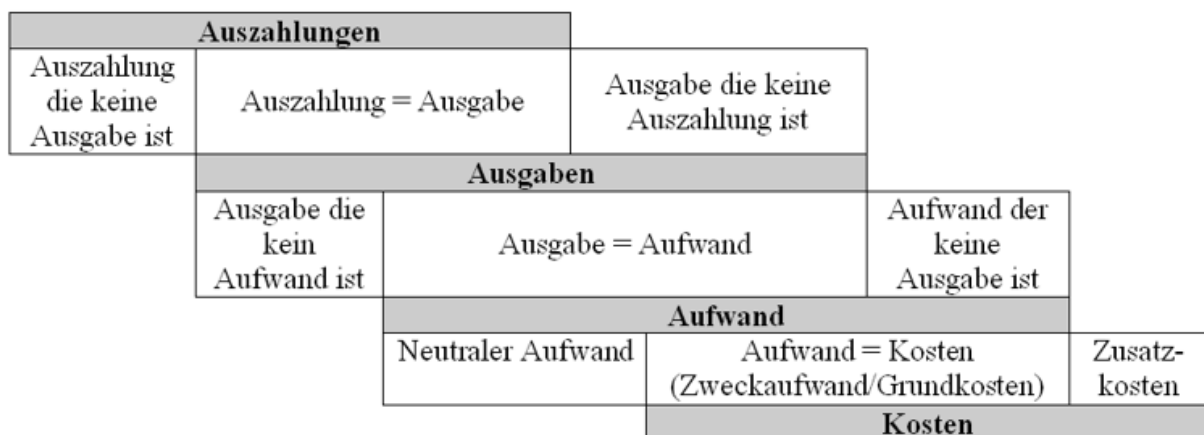 Auszahlungen
Auszahlung
die keine
Ausgabe ist
Auszahlung = Ausgabe
Ausgabe die keine
Auszahlung ist
Ausgaben
Ausgabe die
kein
Aufwand ist
Ausgabe = Aufwand
Aufwand der
keine
Ausgabe ist
Aufwand
Neutraler Aufwand
Aufwand = Kosten
(Zweckaufwand/Grundkosten)
Zusatz-
kosten
Kosten